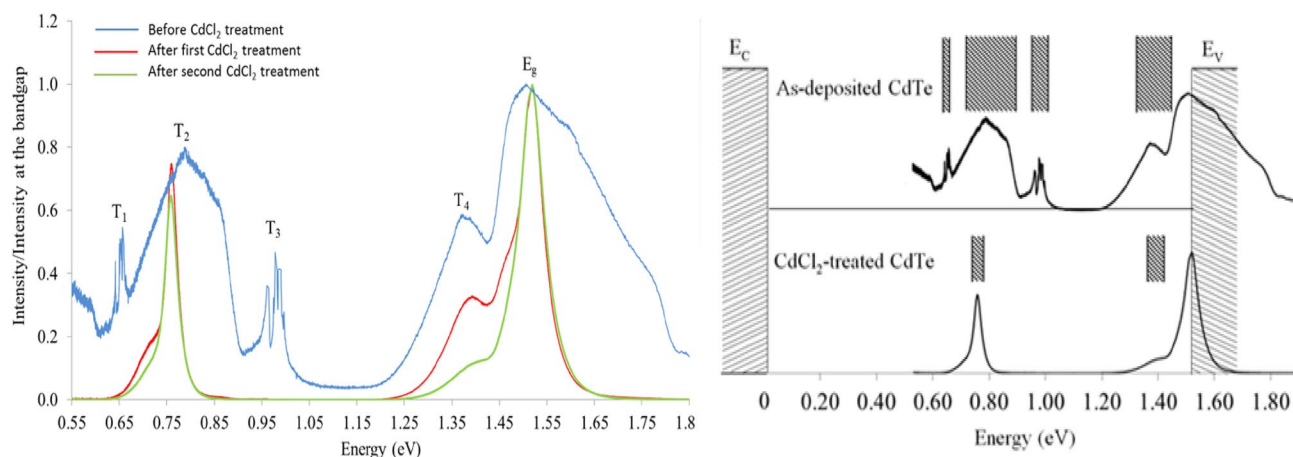 1.2
1.0
0.8
0.6
0.4
0.2
0.0
Intensity/Intensity at the bandgap
Before CdCl₂ treatment
After first CdCl₂ treatment
After second CdCl₂ treatment
T₁
T₂
T₃
T₄
E_g
0.55 0.65 0.75 0.85 0.95 1.05 1.15 1.25 1.35 1.45 1.55 1.65 1.75 1.8
Energy (eV)
E_C
E_V
As-deposited CdTe
CdCl₂-treated CdTe
0 0.20 0.40 0.60 0.80 1.00 1.20 1.40 1.60 1.80
Energy (eV)